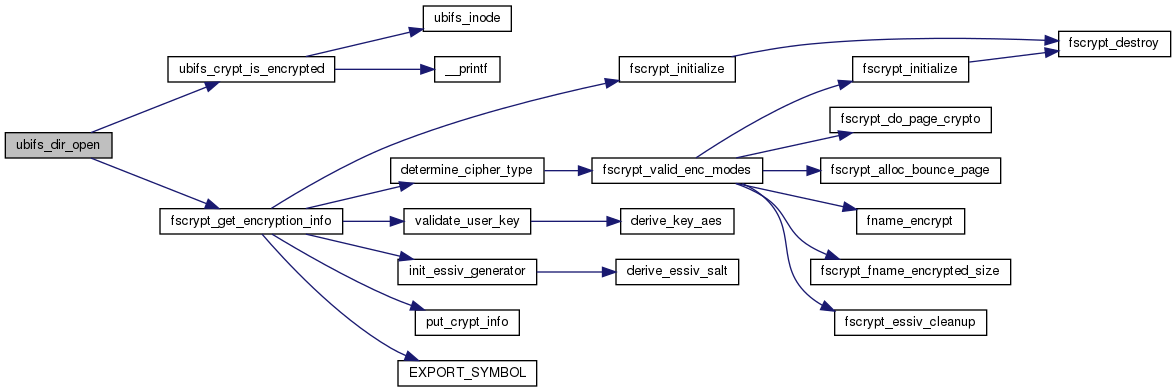 ubifs_inode
fscrypt_destroy
ubifs_crypt_is_encrypted
__printf
fscrypt_initialize
fscrypt_initialize
fscrypt_do_page_crypto
ubifs_dir_open
determine_cipher_type
fscrypt_valid_enc_modes
fscrypt_alloc_bounce_page
fscrypt_get_encryption_info
validate_user_key
derive_key_aes
fname_encrypt
init_essiv_generator
derive_essiv_salt
fscrypt_fname_encrypted_size
put_crypt_info
fscrypt_essiv_cleanup
EXPORT_SYMBOL